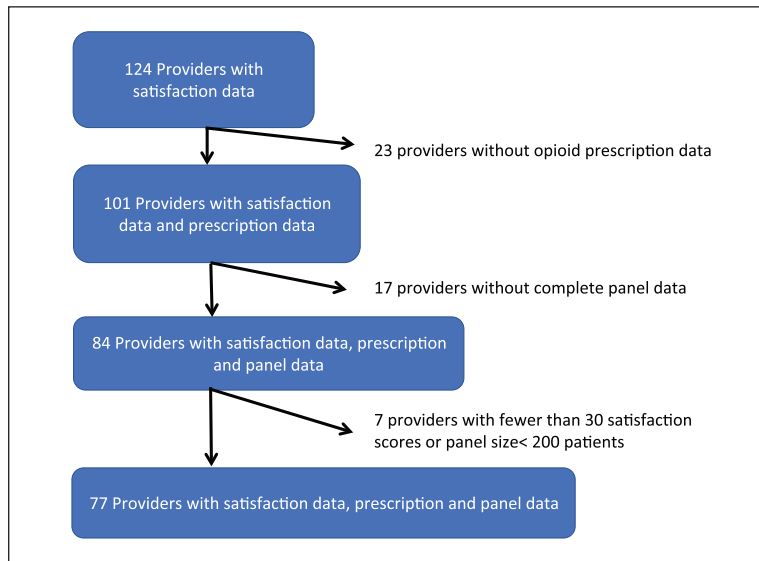 124 Providers with
satisfaction data
23 providers without opioid prescription data
101 Providers with satisfaction
data and prescription data
17 providers without complete panel data
84 Providers with satisfaction data, prescription
and panel data
7 providers with fewer than 30 satisfaction
scores or panel size< 200 patients
77 Providers with satisfaction data, prescription and panel data